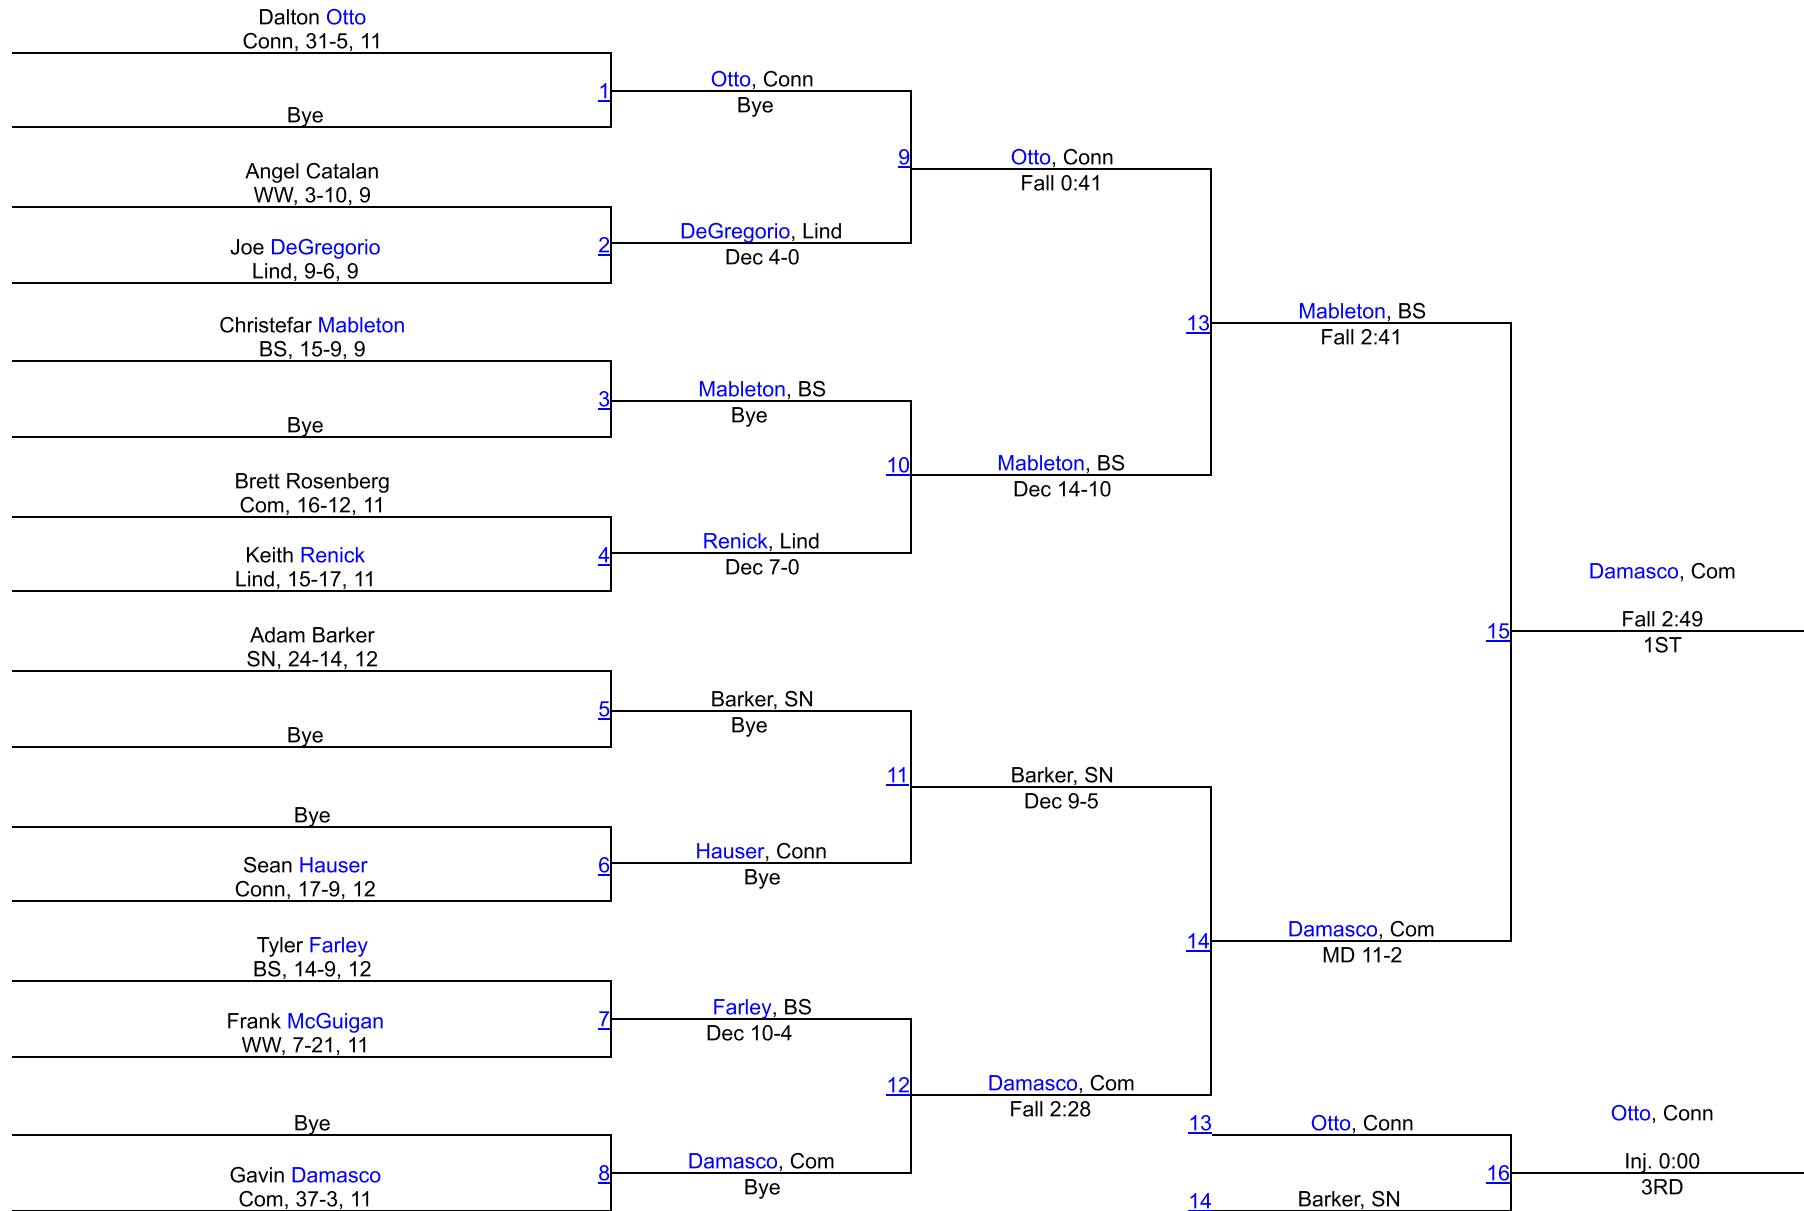 Dalton Otto
Conn, 31-5, 11
1
Bye
Otto, Conn
Bye
Angel Catalan
WW, 3-10, 9
2
Joe DeGregorio
Lind, 9-6, 9
DeGregorio, Lind
Dec 4-0
9
Otto, Conn
Fall 0:41
Christefar Mableton
BS, 15-9, 9
3
Bye
Mableton, BS
Bye
Brett Rosenberg
Com, 16-12, 11
4
Keith Renick
Lind, 15-17, 11
Renick, Lind
Dec 7-0
10
Mableton, BS
Dec 14-10
13
Mableton, BS
Fall 2:41
Adam Barker
SN, 24-14, 12
5
Bye
Barker, SN
Bye
Bye
6
Sean Hauser
Conn, 17-9, 12
Hauser, Conn
Bye
11
Barker, SN
Dec 9-5
Tyler Farley
BS, 14-9, 12
7
Frank McGuigan
WW, 7-21, 11
Farley, BS
Dec 10-4
Bye
8
Gavin Damasco
Com, 37-3, 11
Damasco, Com
Bye
12
Damasco, Com
Fall 2:28
14
Damasco, Com
MD 11-2
15
Damasco, Com
Fall 2:49
1ST
13
Otto, Conn
14
Barker, SN
16
Otto, Conn
Inj. 0:00
3RD